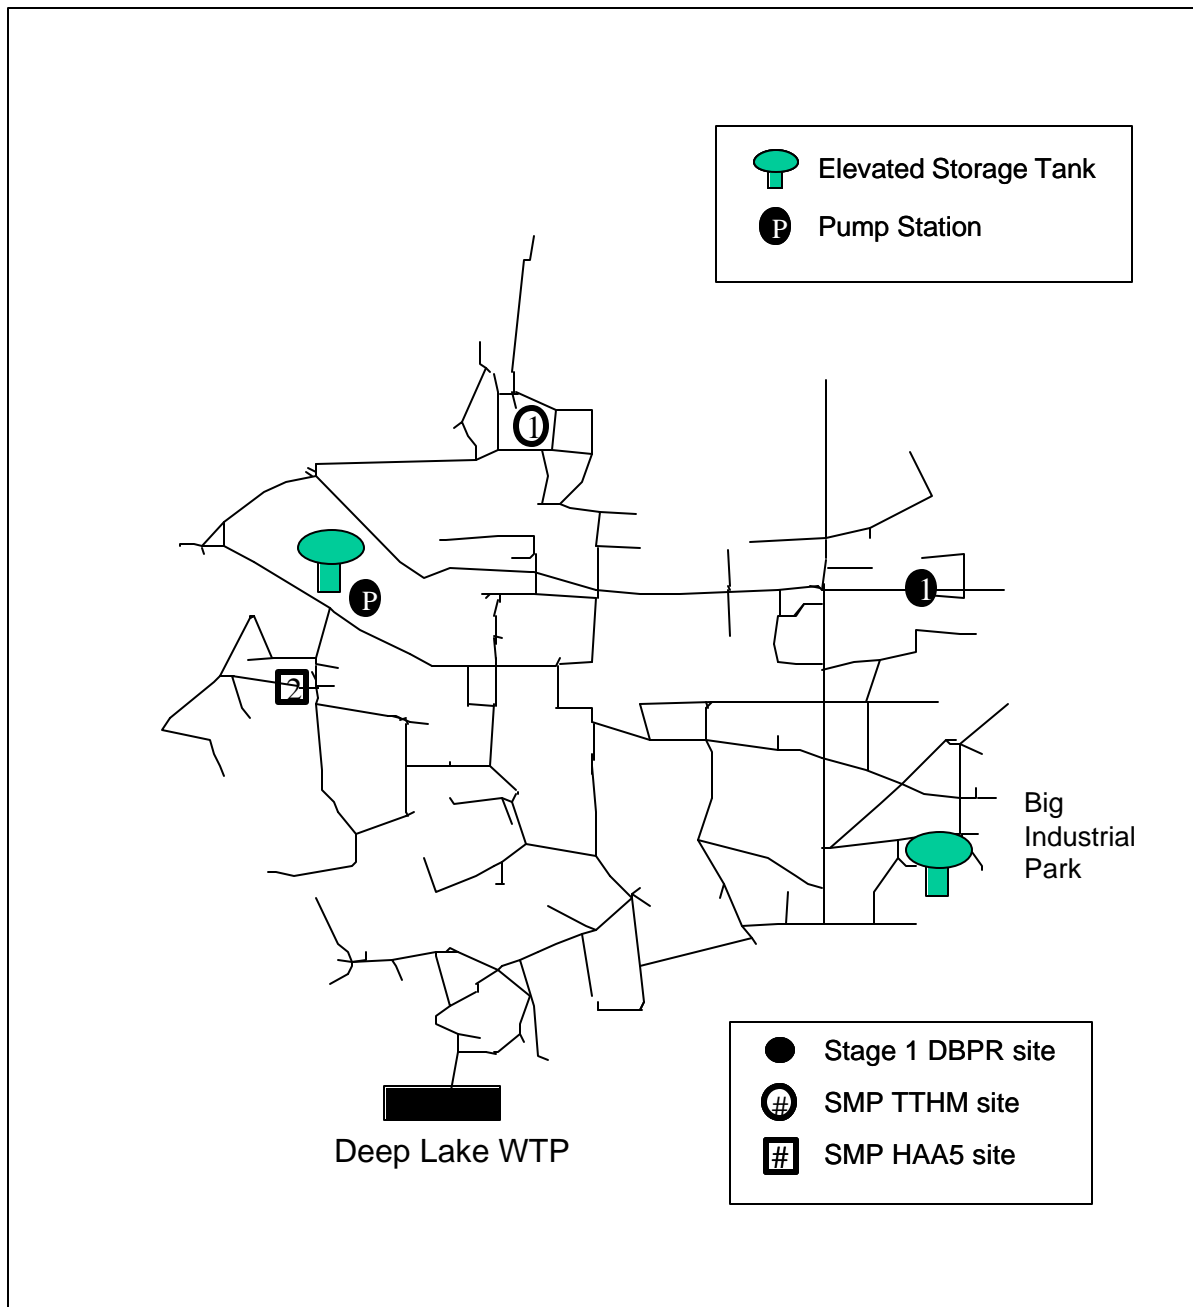 Elevated Storage Tank
P Pump Station
1
1
P
2
Big
Industrial
Park
Stage 1 DBPR site
# SMP TTHM site
# SMP HAA5 site
Deep Lake WTP